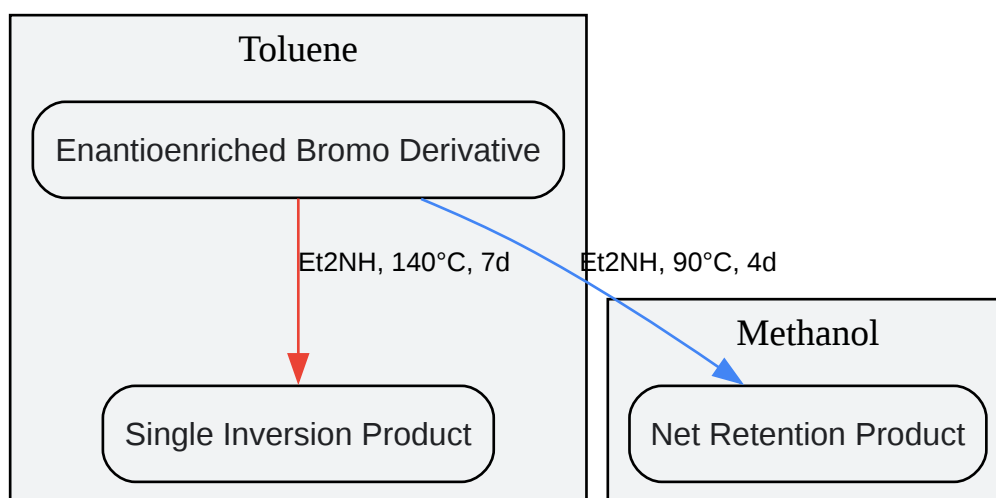 Toluene
Enantioenriched Bromo Derivative
Et2NH, 140°C, 7d
Et2NH, 90°C, 4d
Methanol
Single Inversion Product
Net Retention Product